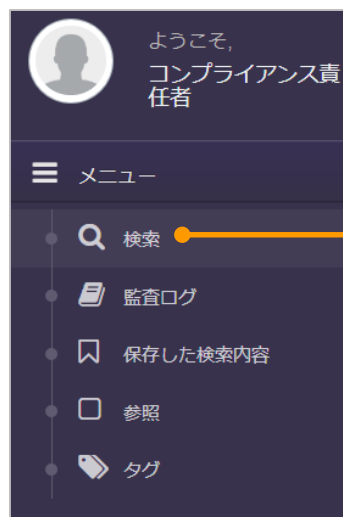 ようこそ,
コンプライアンス責
任者
メニュー
検索
監査ログ
保存した検索内容
参照
タグ